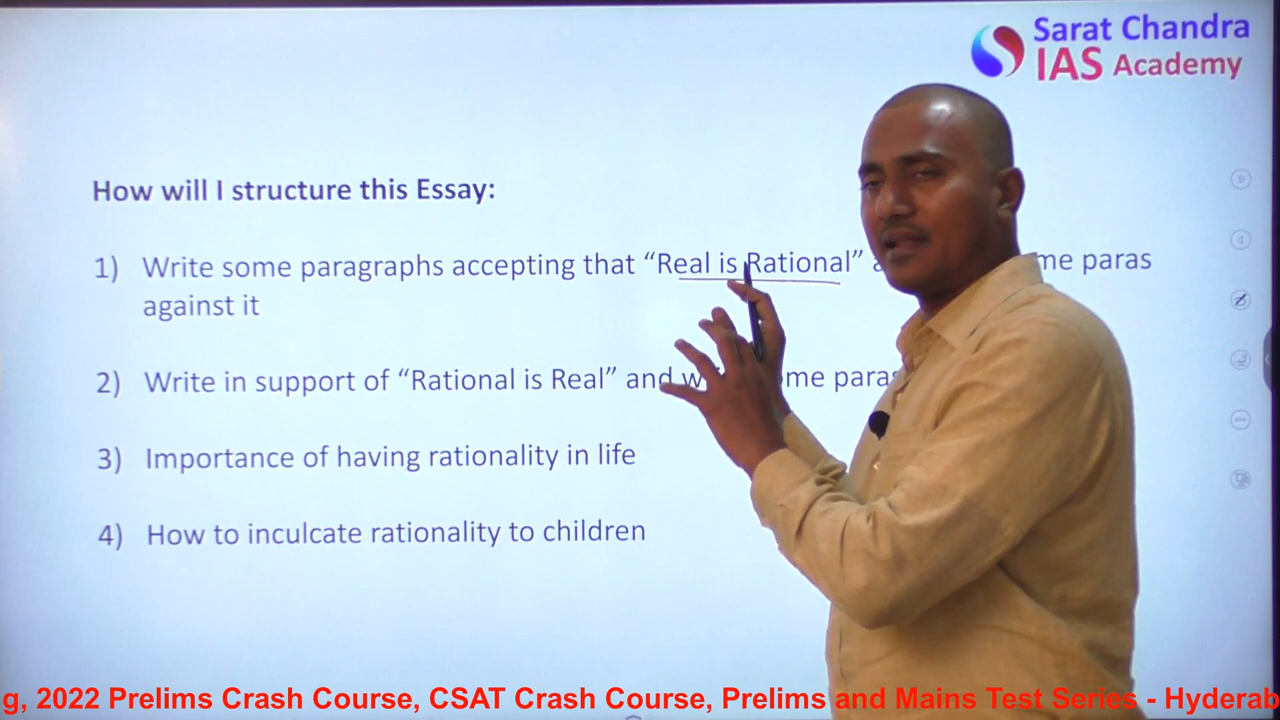 Sarat Chandra
IAS Academy
How will I structure this Essay:
1) Write some paragraphs accepting that “Real is Rational” paras
against it
2) Write in support of “Rational is Real” and
3) Importance of having rationality in life
4) How to inculcate rationality to children
g, 2022 Prelims Crash Course, CSAT Crash Course, Prelims and Mains Test Series - Hyderab